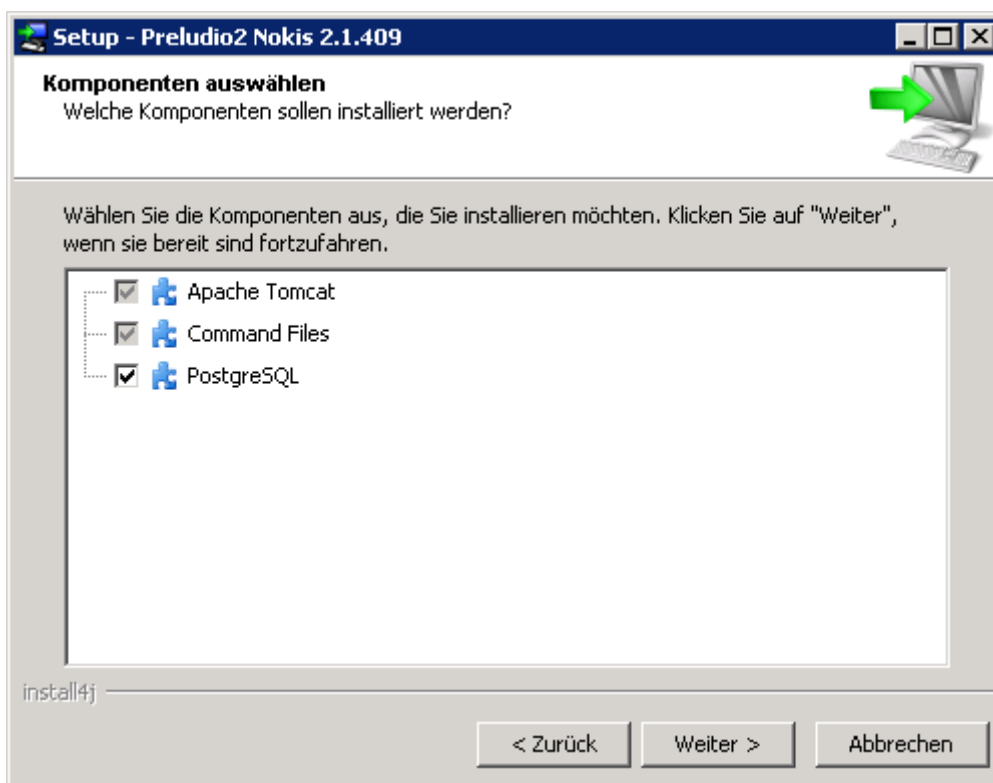 Setup - Preludio2 Nokis 2.1.409
Komponenten auswählen
Welche Komponenten sollen installiert werden?
Wählen Sie die Komponenten aus, die Sie installieren möchten. Klicken Sie auf "Weiter",
wenn sie bereit sind fortzufahren.
Apache Tomcat
Command Files
PostgreSQL
install4j
< Zurück
Weiter >
Abbrechen